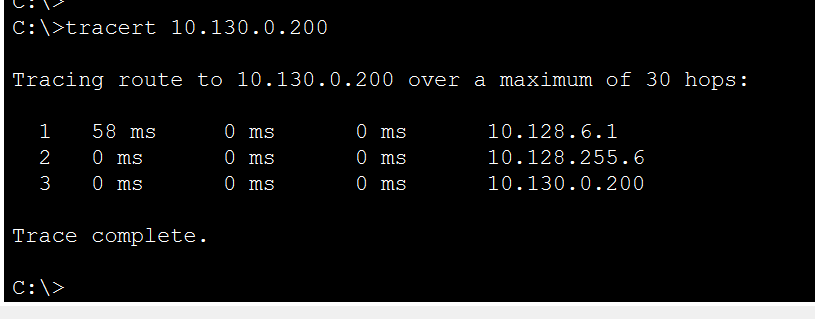 C:\>
C:\>tracert 10.130.0.200
Tracing route to 10.130.0.200 over a maximum of 30 hops:
1 58 ms 0 ms 0 ms 10.128.6.1
2 0 ms 0 ms 0 ms 10.128.255.6
3 0 ms 0 ms 0 ms 10.130.0.200
Trace complete.
C:\>